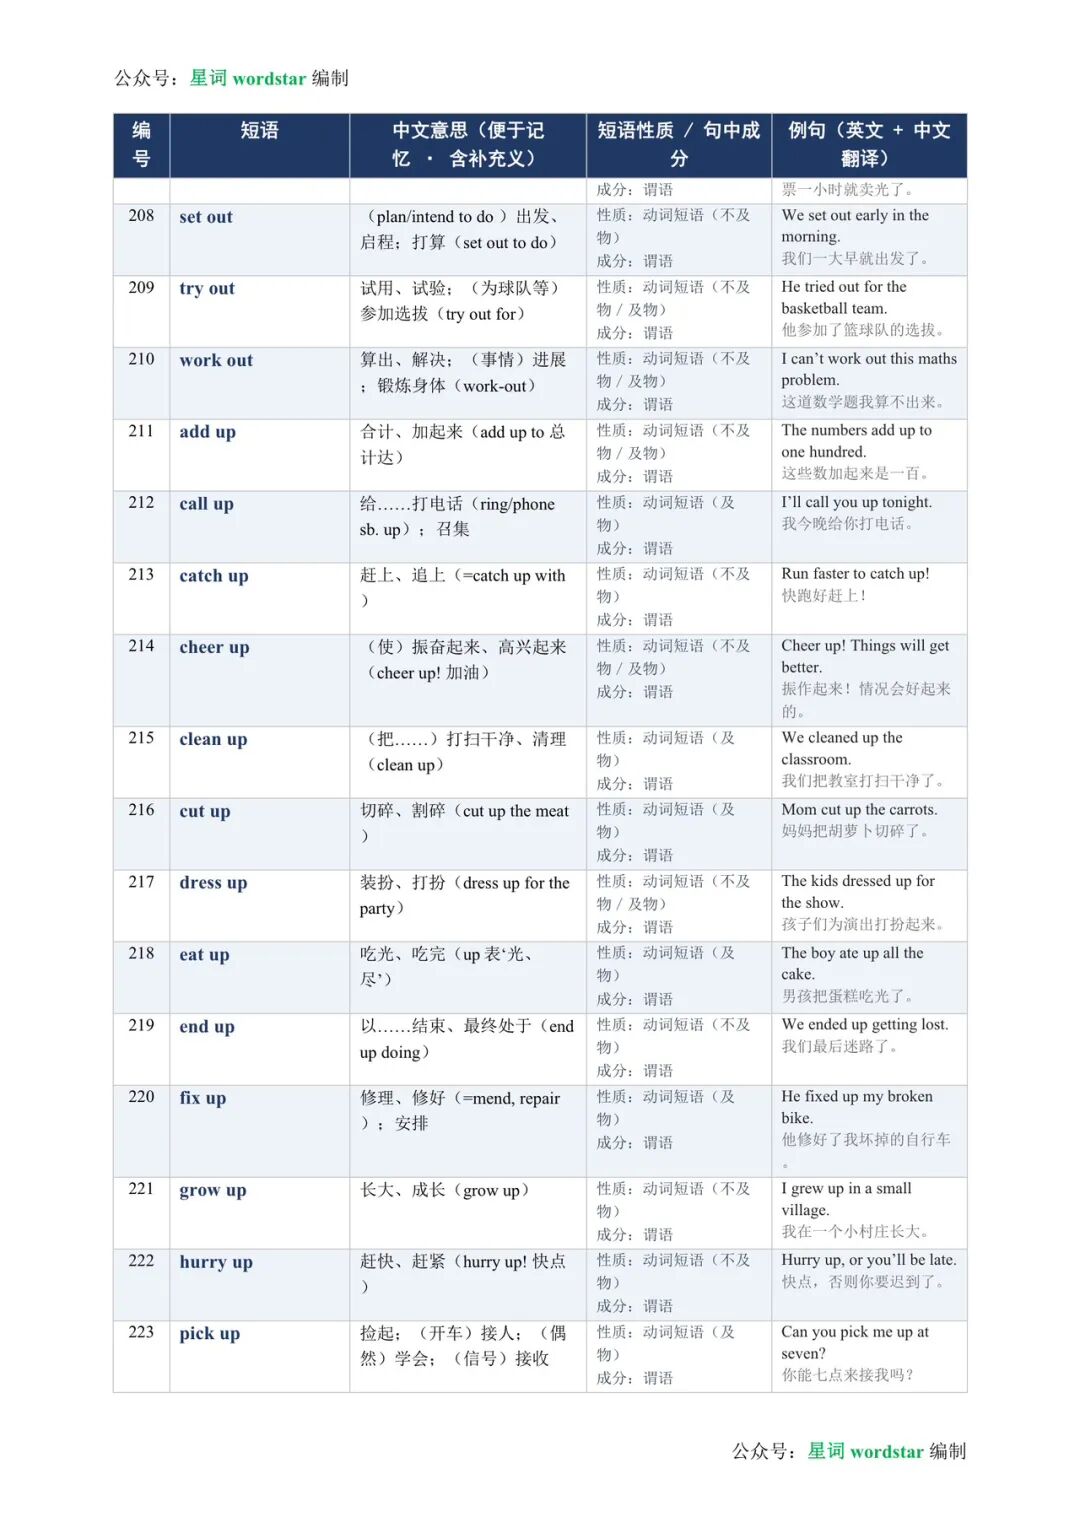 公众号：星词 wordstar 编制
编号 短语 中文意思（便于记忆 · 含补充义） 短语性质 / 句中成分 例句（英文 + 中文翻译）
成分：谓语 票一小时就卖光了。
208 set out （plan/intend to do ）出发、启程；打算（set out to do） 性质：动词短语（不及物） 成分：谓语 We set out early in the morning. 我们一大早就出发了。
209 try out 试用、试验；（为球队等）参加选拔（try out for） 性质：动词短语（不及物 / 及物） 成分：谓语 He tried out for the basketball team. 他参加了篮球队的选拔。
210 work out 算出、解决；（事情）进展；锻炼身体（work-out） 性质：动词短语（不及物 / 及物） 成分：谓语 I can’t work out this maths problem. 这道数学题我算不出来。
211 add up 合计、加起来（add up to 总计达） 性质：动词短语（不及物 / 及物） 成分：谓语 The numbers add up to one hundred. 这些数加起来是一百。
212 call up 给……打电话（ring/phone sb. up）；召集 性质：动词短语（及物） 成分：谓语 I’ll call you up tonight. 我今晚给你打电话。
213 catch up 赶上、追上（=catch up with） 性质：动词短语（不及物） 成分：谓语 Run faster to catch up! 快跑好赶上！
214 cheer up （使）振奋起来、高兴起来（cheer up! 加油） 性质：动词短语（不及物 / 及物） 成分：谓语 Cheer up! Things will get better. 振作起来！情况会好起来的。
215 clean up （把……）打扫干净、清理（clean up） 性质：动词短语（及物） 成分：谓语 We cleaned up the classroom. 我们把教室打扫干净了。
216 cut up 切碎、割碎（cut up the meat） 性质：动词短语（及物） 成分：谓语 Mom cut up the carrots. 妈妈把胡萝卜切碎了。
217 dress up 装扮、打扮（dress up for the party） 性质：动词短语（不及物 / 及物） 成分：谓语 The kids dressed up for the show. 孩子们为演出打扮起来。
218 eat up 吃光、吃完（up 表‘光、尽’） 性质：动词短语（及物） 成分：谓语 The boy ate up all the cake. 男孩把蛋糕吃光了。
219 end up 以……结束、最终处于（end up doing） 性质：动词短语（不及物） 成分：谓语 We ended up getting lost. 我们最后迷路了。
220 fix up 修理、修好（=mend, repair）；安排 性质：动词短语（及物） 成分：谓语 He fixed up my broken bike. 他修好了我坏掉的自行车。
221 grow up 长大、成长（grow up） 性质：动词短语（不及物） 成分：谓语 I grew up in a small village. 我在一个小村庄长大。
222 hurry up 赶快、赶紧（hurry up! 快点） 性质：动词短语（不及物） 成分：谓语 Hurry up, or you’ll be late. 快点，否则你要迟到了。
223 pick up 捡起；（开车）接人；（偶然）学会；（信号）接收 性质：动词短语（及物） 成分：谓语 Can you pick me up at seven? 你能七点来接我吗？
公众号：星词 wordstar 编制